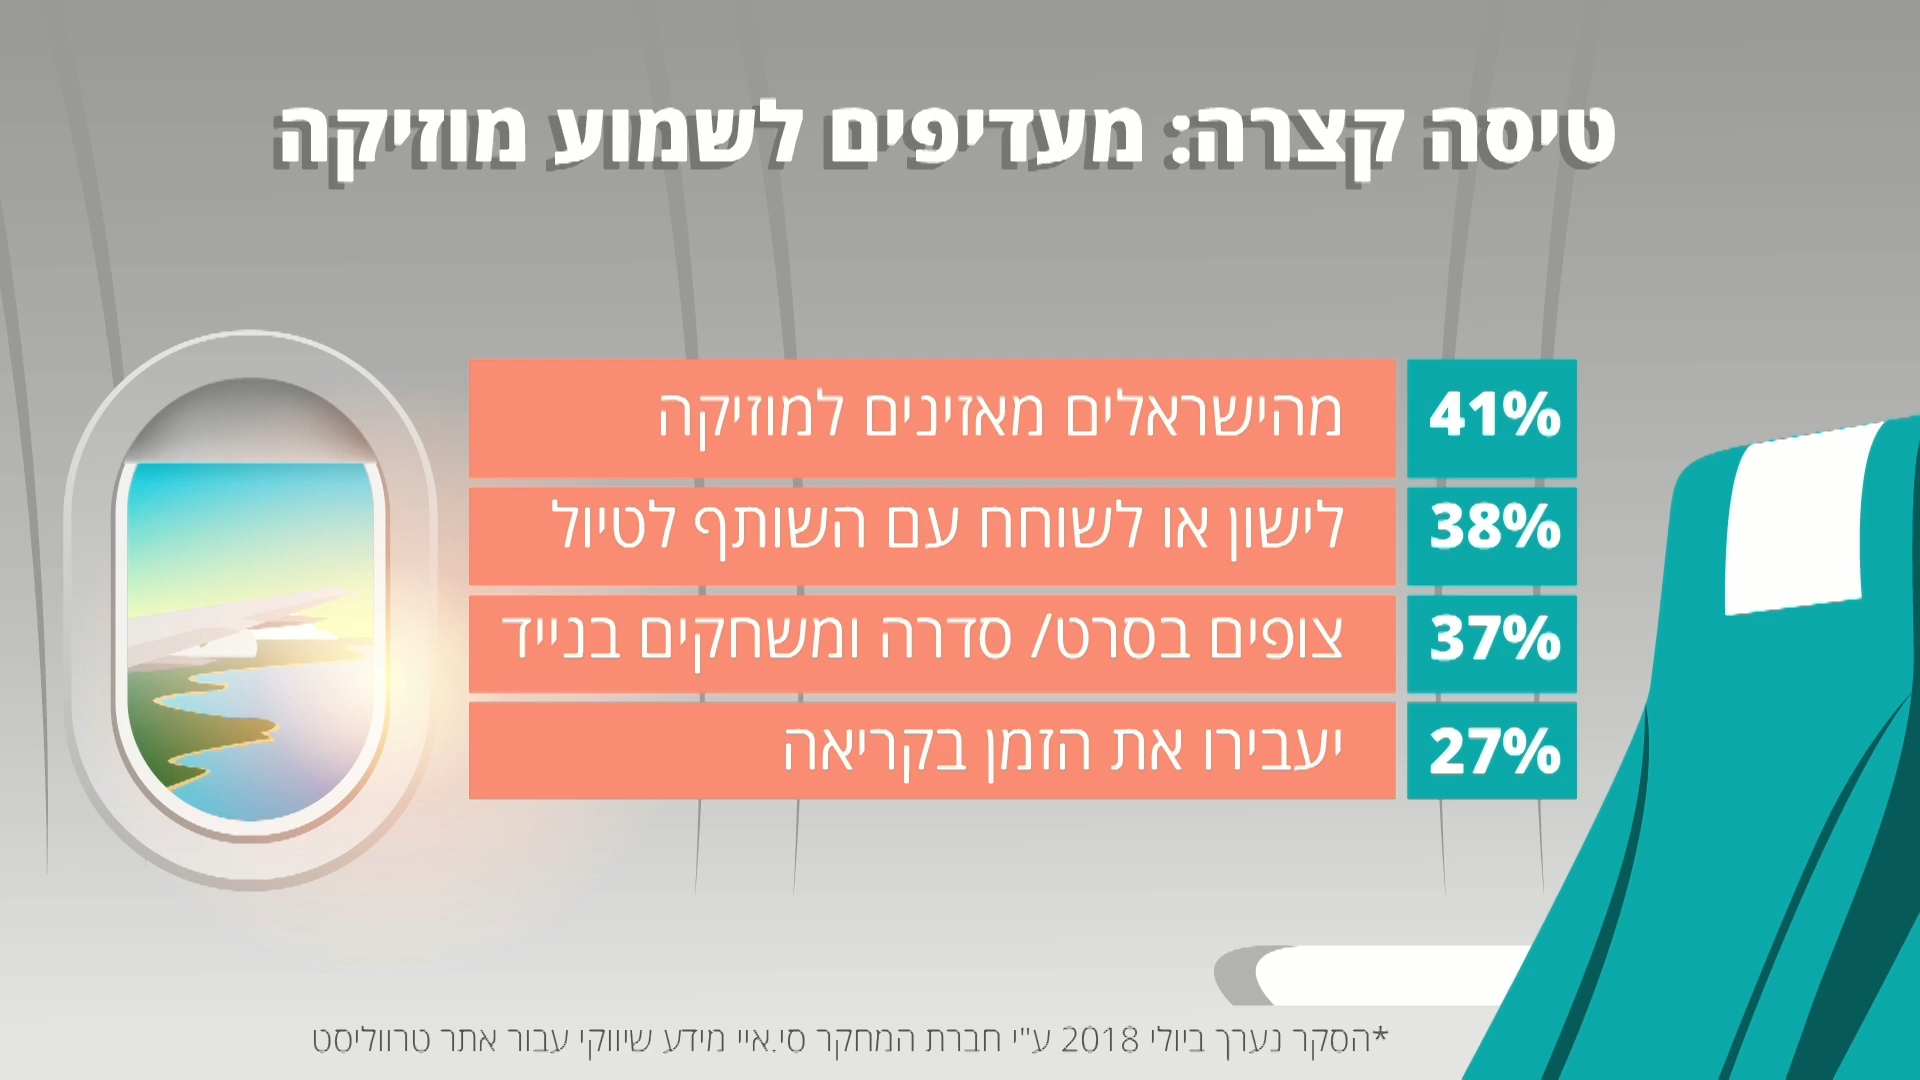 טיסה קצרה: מעדיפים לשמוע מוזיקה
41% מהישראלים מאזינים למוזיקה
38% לישון או לשוחח עם השותף לטיול
37% צופים בסרט/ סדרה ומשחקים בנייד
27% יעבירו את הזמן בקריאה
*הסקר נערך ביולי 2018 ע"י חברת המחקר סי.איי מידע שיווקי עבור אתר טרווליסט